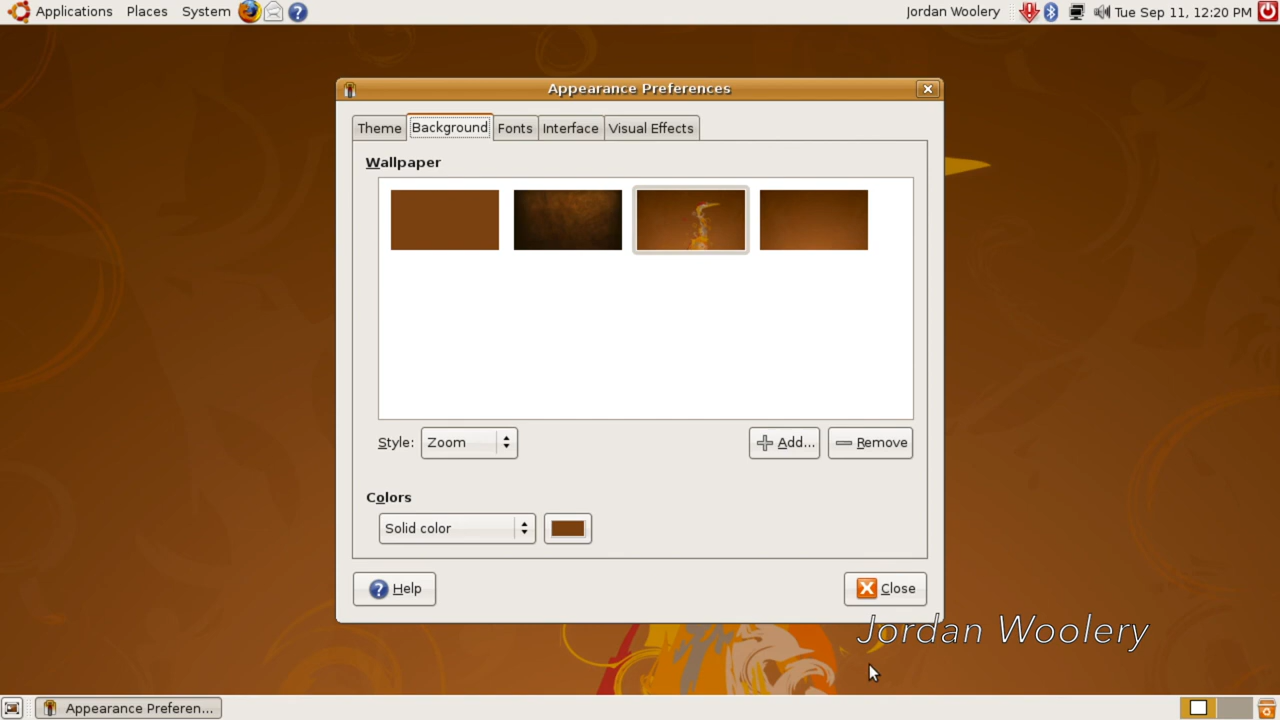 Applications Places System Jordan Woolery Tue Sep 11, 12:20 PM
Appearance Preferences
Theme Background Fonts Interface Visual Effects
Wallpaper
Style: Zoom Add... Remove
Colors
Solid color
Help Close
Jordan Woolery
Appearance Preferen...